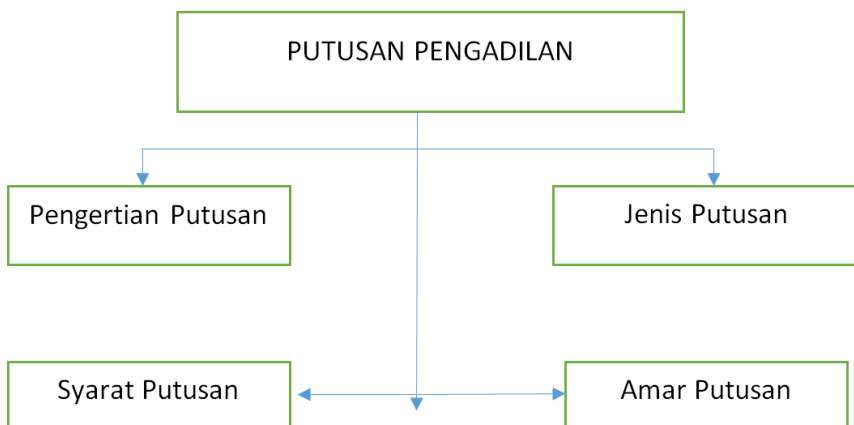 PUTUSAN PENGADILAN
Pengertian Putusan
Jenis Putusan
Syarat Putusan
Amar Putusan